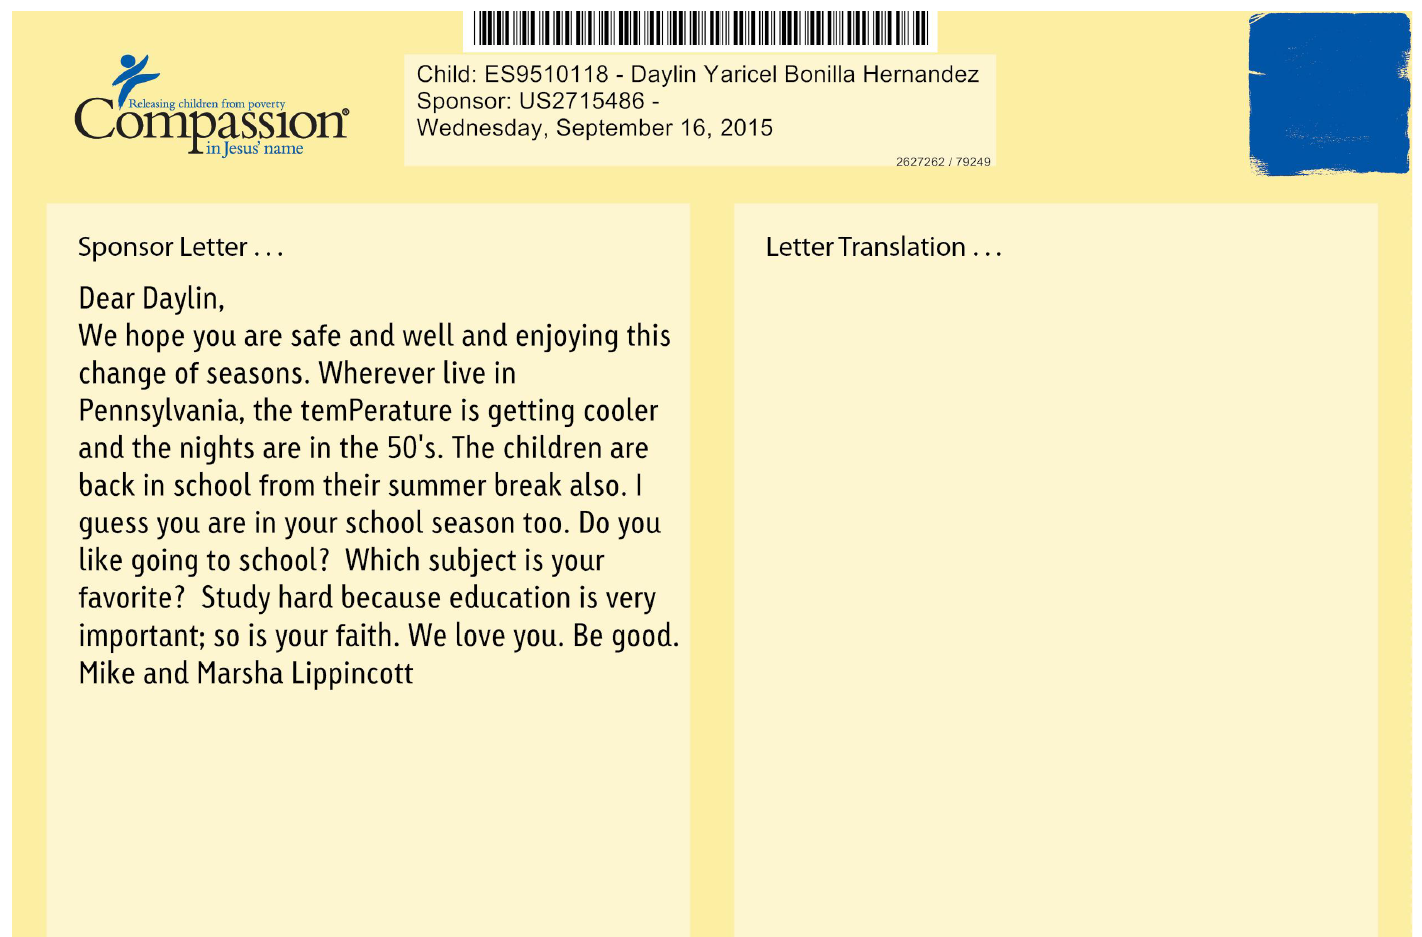 Releasing children from poverty
Compassion®
in Jesus' name
Child: ES9510118 - Daylin Yaricel Bonilla Hernandez
Sponsor: US2715486 -
Wednesday, September 16, 2015
2627262 / 79249
Sponsor Letter . . .
Dear Daylin,
We hope you are safe and well and enjoying this
change of seasons. Wherever live in
Pennsylvania, the temPerature is getting cooler
and the nights are in the 50's. The children are
back in school from their summer break also. I
guess you are in your school season too. Do you
like going to school?  Which subject is your
favorite?  Study hard because education is very
important; so is your faith. We love you. Be good.
Mike and Marsha Lippincott
Letter Translation . . .